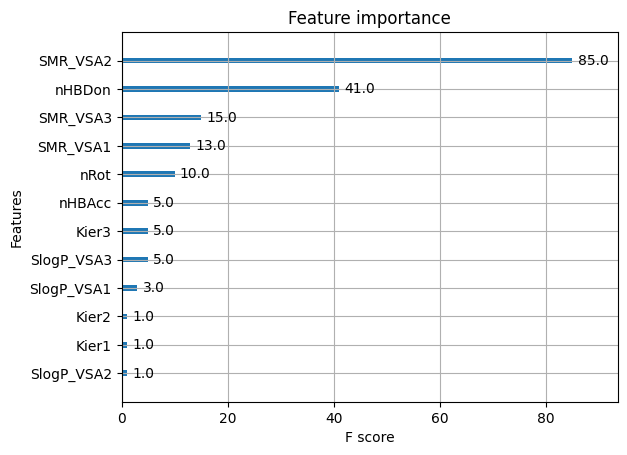 Feature importance
Features
SMR_VSA2 85.0
nHBDon 41.0
SMR_VSA3 15.0
SMR_VSA1 13.0
nRot 10.0
nHBAcc 5.0
Kier3 5.0
SlogP_VSA3 5.0
SlogP_VSA1 3.0
Kier2 1.0
Kier1 1.0
SlogP_VSA2 1.0
0 20 40 60 80
F score